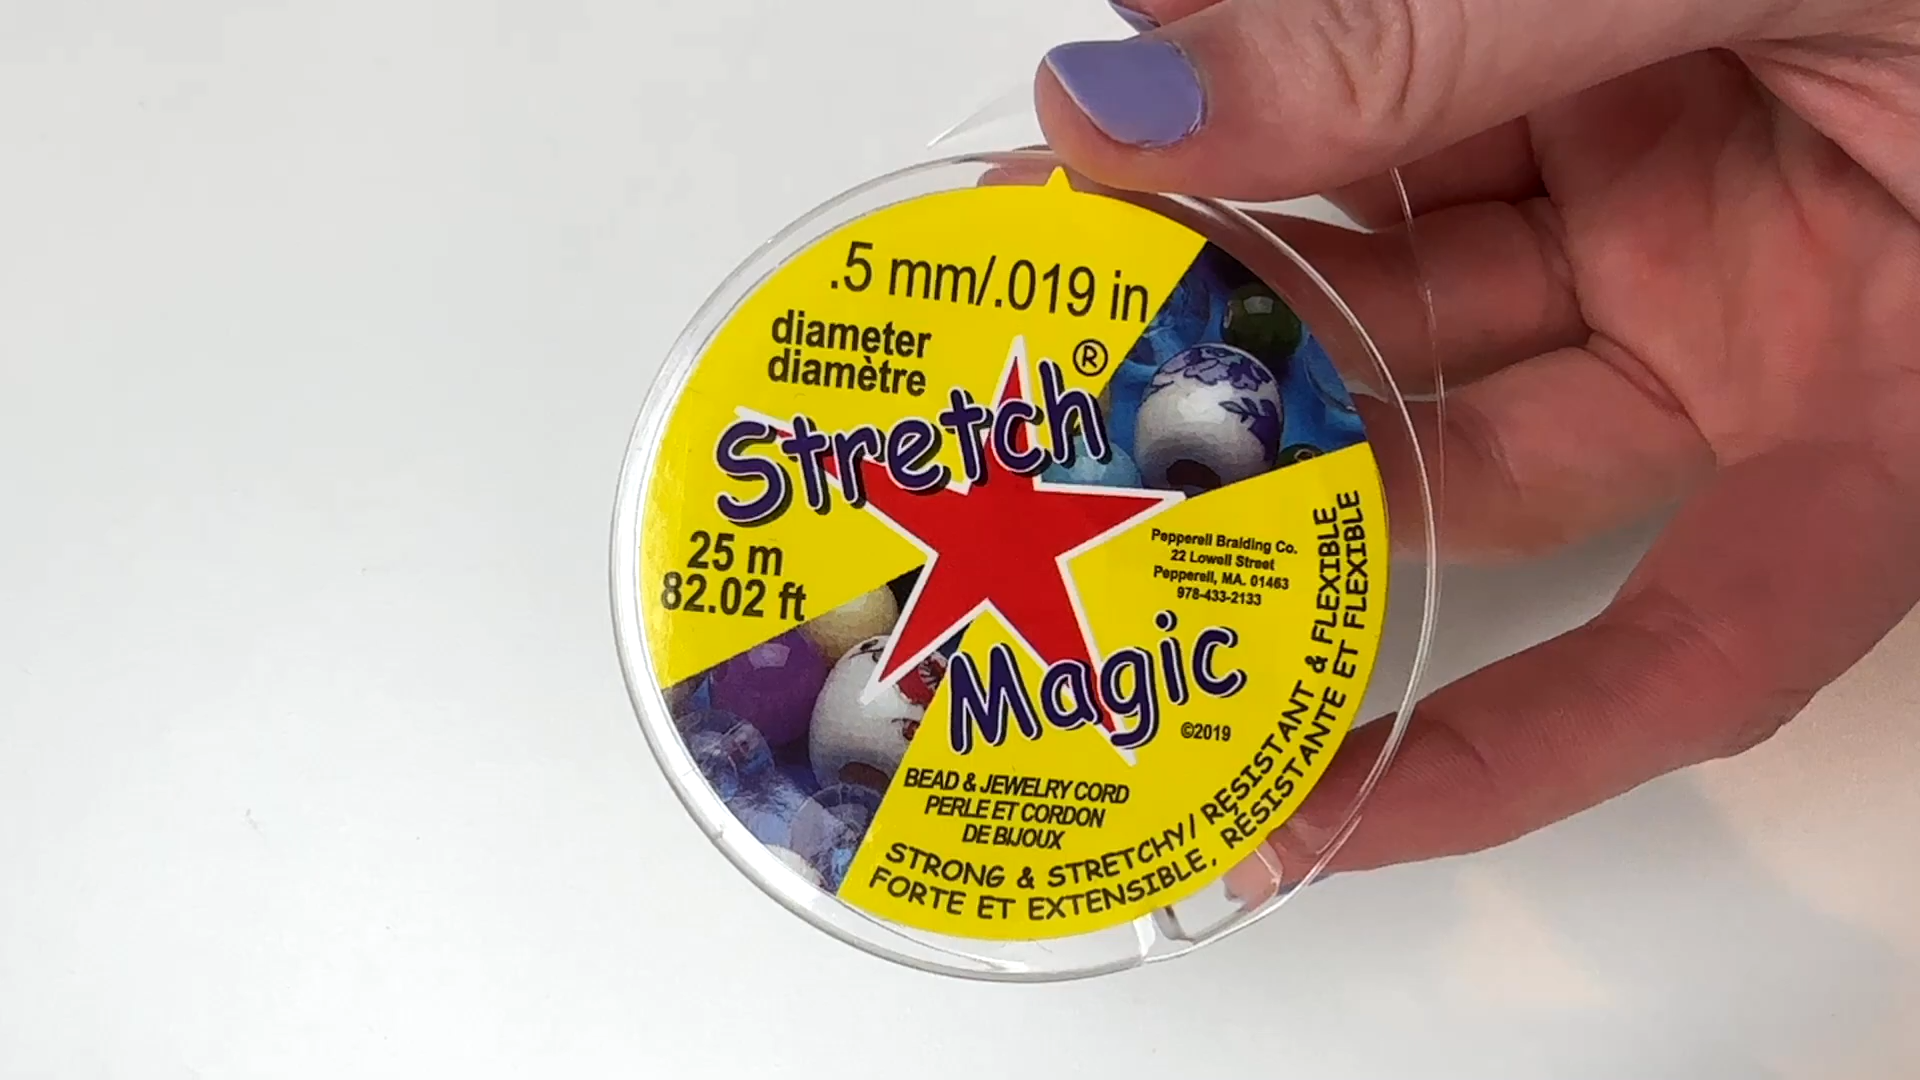 .5 mm/.019 in
diameter
diamètre
Stretch®
25 m
82.02 ft
Pepperell Braiding Co.
22 Lowell Street
Pepperell, MA. 01463
978-433-2133
Magic
©2019
BEAD & JEWELRY CORD
PERLE ET CORDON
DE BIJOUX
STRONG & STRETCHY/ RESISTANT & FLEXIBLE
FORTE ET EXTENSIBLE, RÉSISTANTE ET FLEXIBLE